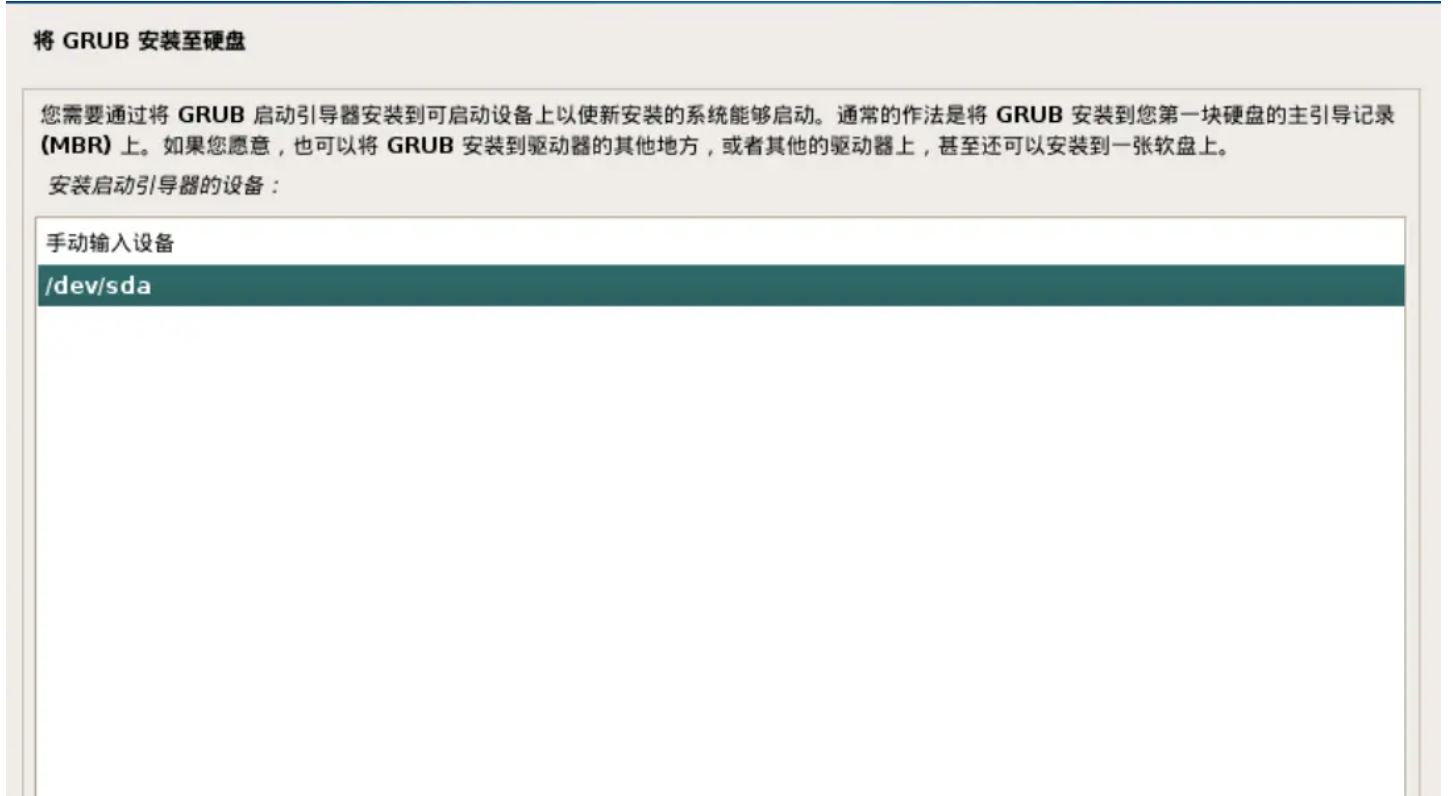 将 GRUB 安装至硬盘
您需要通过将 GRUB 启动引导器安装到可启动设备上以使新安装的系统能够启动。通常的作法是将 GRUB 安装到您第一块硬盘的主引导记录
(MBR) 上。如果您愿意，也可以将 GRUB 安装到驱动器的其他地方，或者其他的驱动器上，甚至还可以安装到一张软盘上。
安装启动引导器的设备：
手动输入设备
/dev/sda